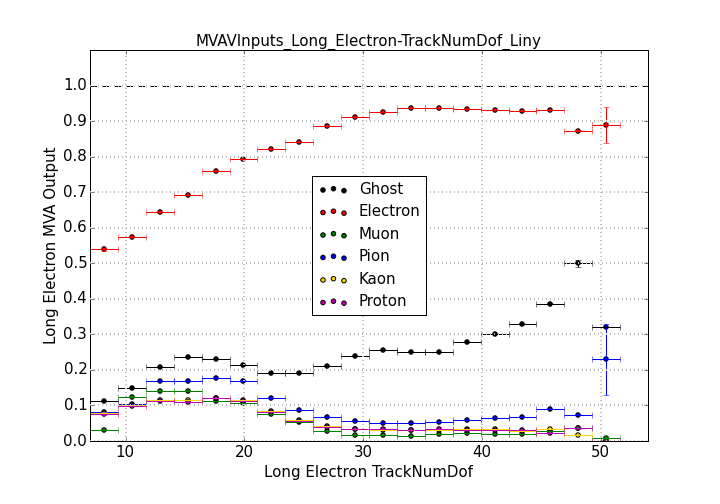 MVAVInputs_Long_Electron-TrackNumDof_Liny
Long Electron MVA Output
1.0
0.9
0.8
0.7
0.6
0.5
0.4
0.3
0.2
0.1
0.0
Ghost
Electron
Muon
Pion
Kaon
Proton
10 20 30 40 50
Long Electron TrackNumDof